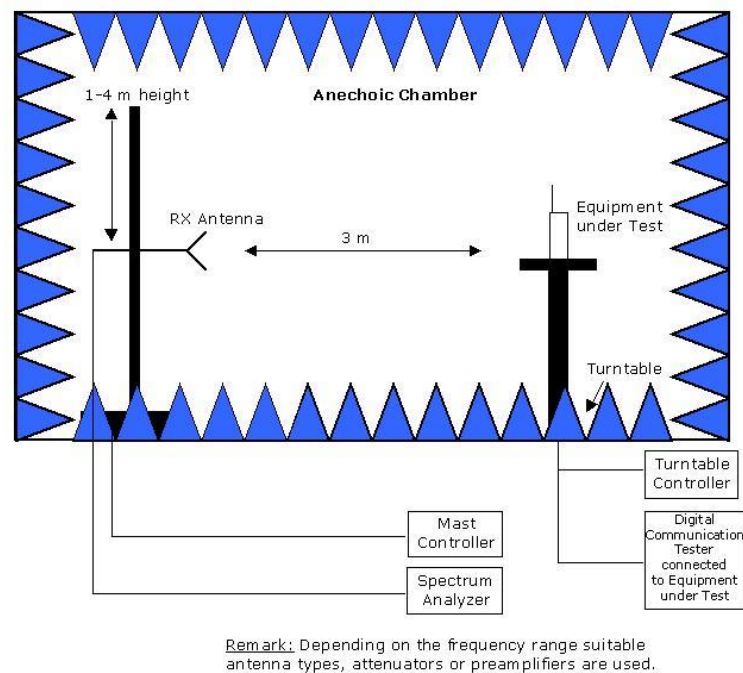 1-4 m height
Anechoic Chamber
RX Antenna
3 m
Equipment
under Test
Turntable
Turntable
Controller
Mast
Controller
Digital
Communication
Tester
connected
to Equipment
under Test
Spectrum
Analyzer
Remark: Depending on the frequency range suitable
antenna types, attenuators or preamplifiers are used.